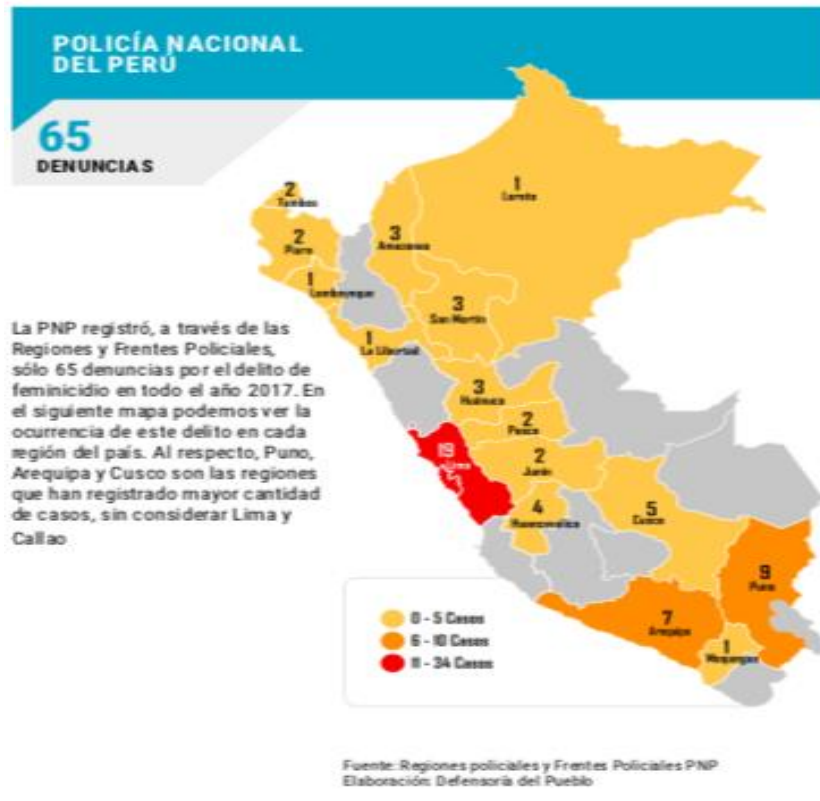 POLICÍA NACIONAL
DEL PERÚ
65
DENUNCIAS
La PNP registró, a través de las
Regiones y Frentes Policiales,
sólo 65 denuncias por el delito de
feminicidio en todo el año 2017. En
el siguiente mapa podemos ver la
ocurrencia de este delito en cada
región del país. Al respecto, Puno,
Arequipa y Cusco son las regiones
que han registrado mayor cantidad
de casos, sin considerar Lima y
Callao
2
Tumbes
2
Piura
1
Lambayeque
3
Amazonas
1
Loreto
3
San Martín
1
La Libertad
3
Huánuco
2
Pasco
19
Lima
2
Junín
4
Huancavelica
5
Cusco
9
Puno
7
Arequipa
1
Moquegua
0 - 5 Casos
6 - 10 Casos
11 - 34 Casos
Fuente: Regiones policiales y Frentes Policiales PNP
Elaboración: Defensoría del Pueblo